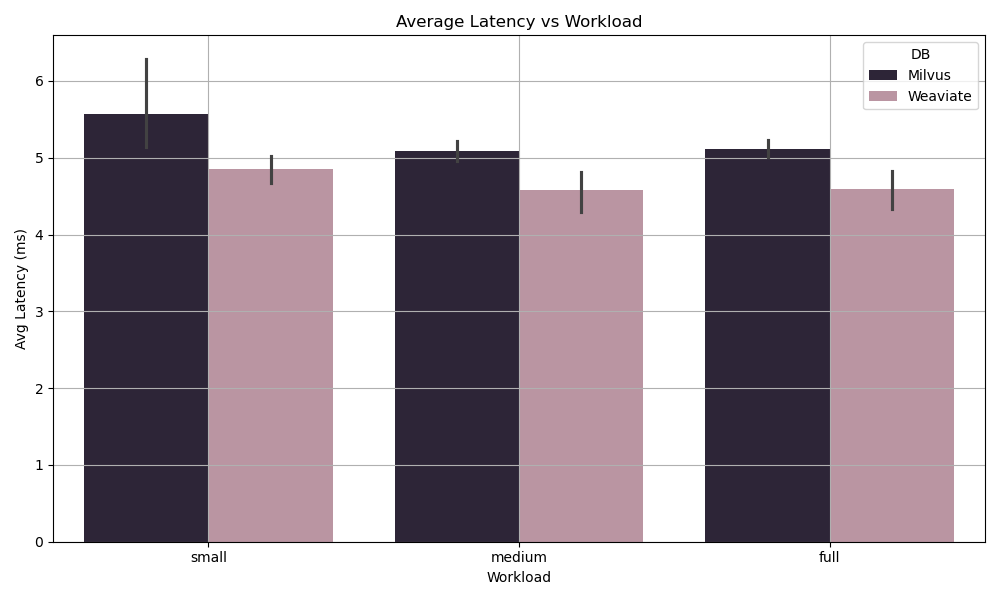 Average Latency vs Workload
DB
Milvus
Weaviate
Avg Latency (ms)
6
5
4
3
2
1
0
small medium full
Workload